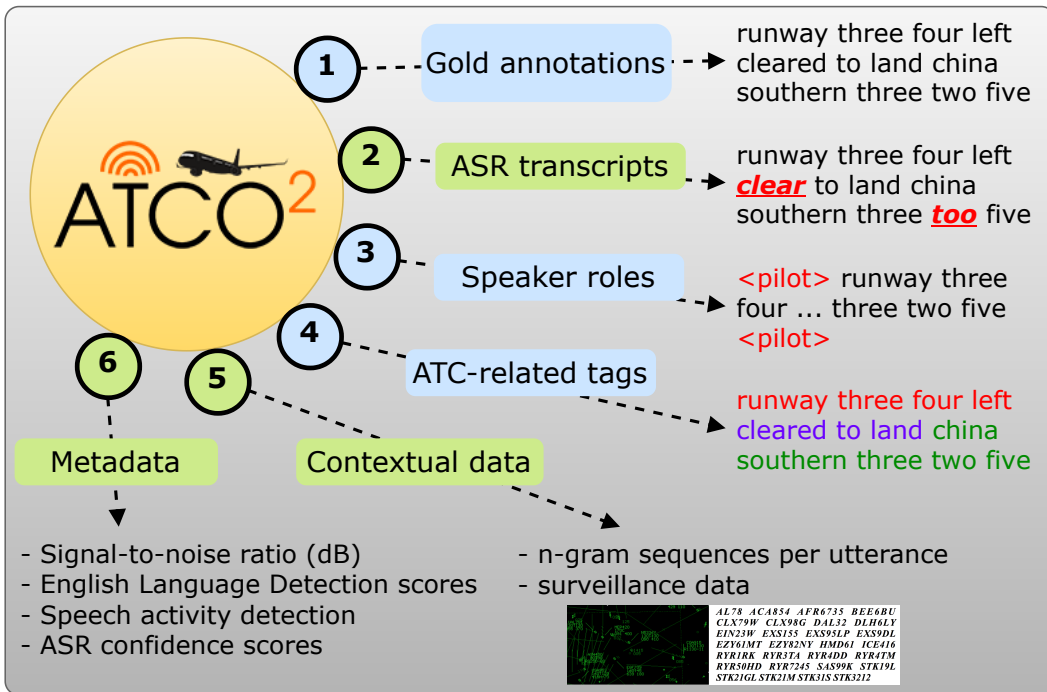 1
Gold annotations
runway three four left
cleared to land china
southern three two five
ATCO2
2
ASR transcripts
runway three four left
clear to land china
southern three too five
3
Speaker roles
<pilot> runway three
four ... three two five
<pilot>
4
ATC-related tags
runway three four left
cleared to land china
southern three two five
6
5
Metadata
Contextual data
- Signal-to-noise ratio (dB)
- English Language Detection scores
- Speech activity detection
- ASR confidence scores
- n-gram sequences per utterance
- surveillance data
AL78 ACA854 AFR6735 BEE6BU
CLX79W CLX98G DAL32 DLH6LY
EIN23W EXS155 EXS95LP EXS9DL
EZY61MT EZY82NY HMD61 ICE416
RYR1RK RYR3TA RYR4DD RYR4TM
RYR50HD RYR7245 SAS99K STK19L
STK21GL STK21M STK31S STK3212